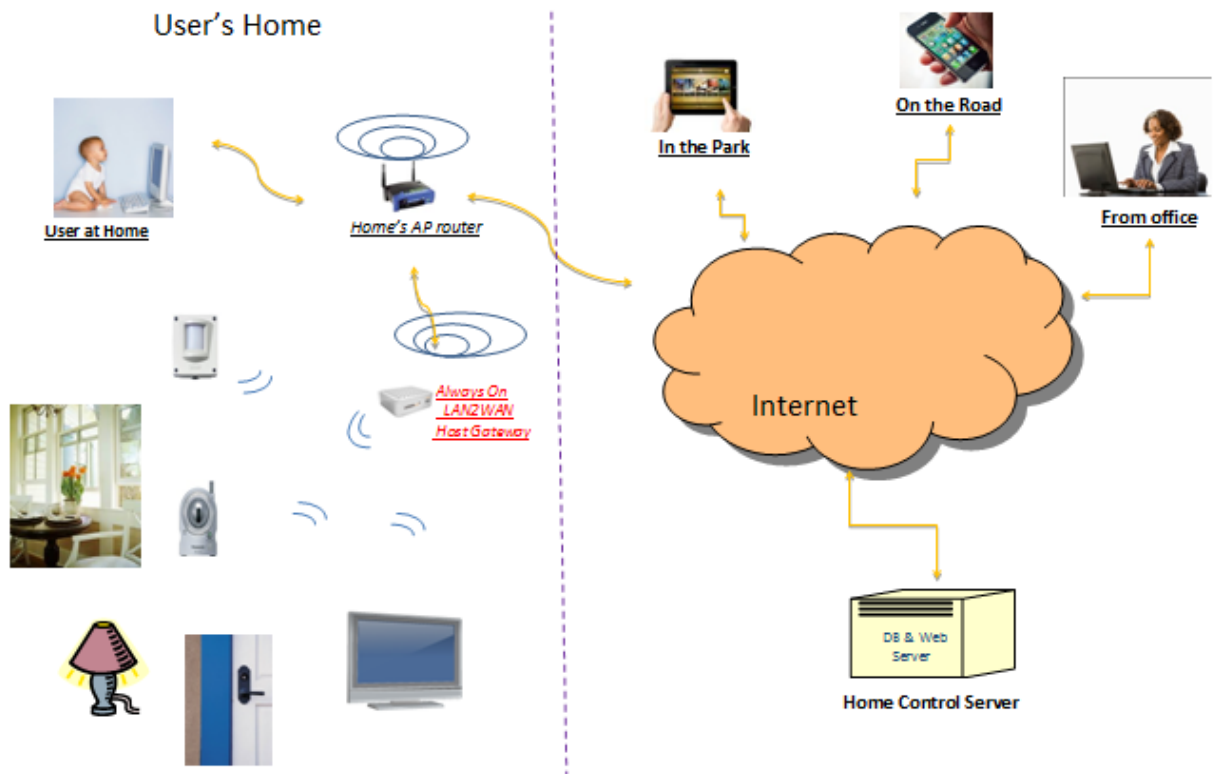 User's Home
User at Home
Home's AP router
Always On
LAN2WAN
Host Gateway
In the Park
On the Road
From office
Internet
DB & Web
Server
Home Control Server